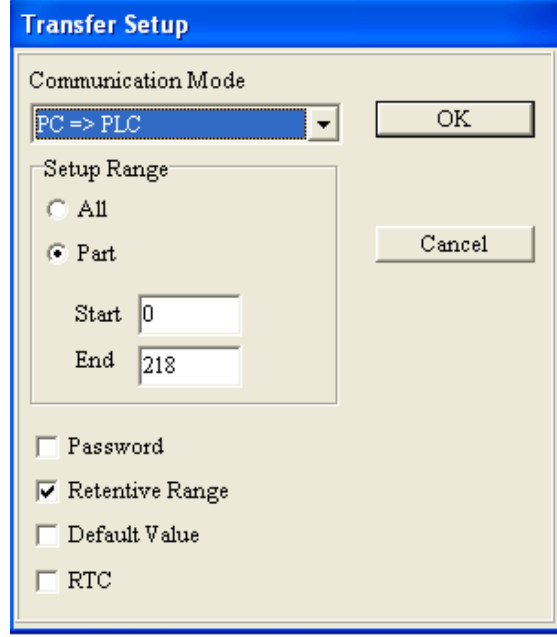 Transfer Setup
Communication Mode
PC => PLC
OK
Setup Range
All
Part
Cancel
Start 0
End 218
Password
Retentive Range
Default Value
RTC